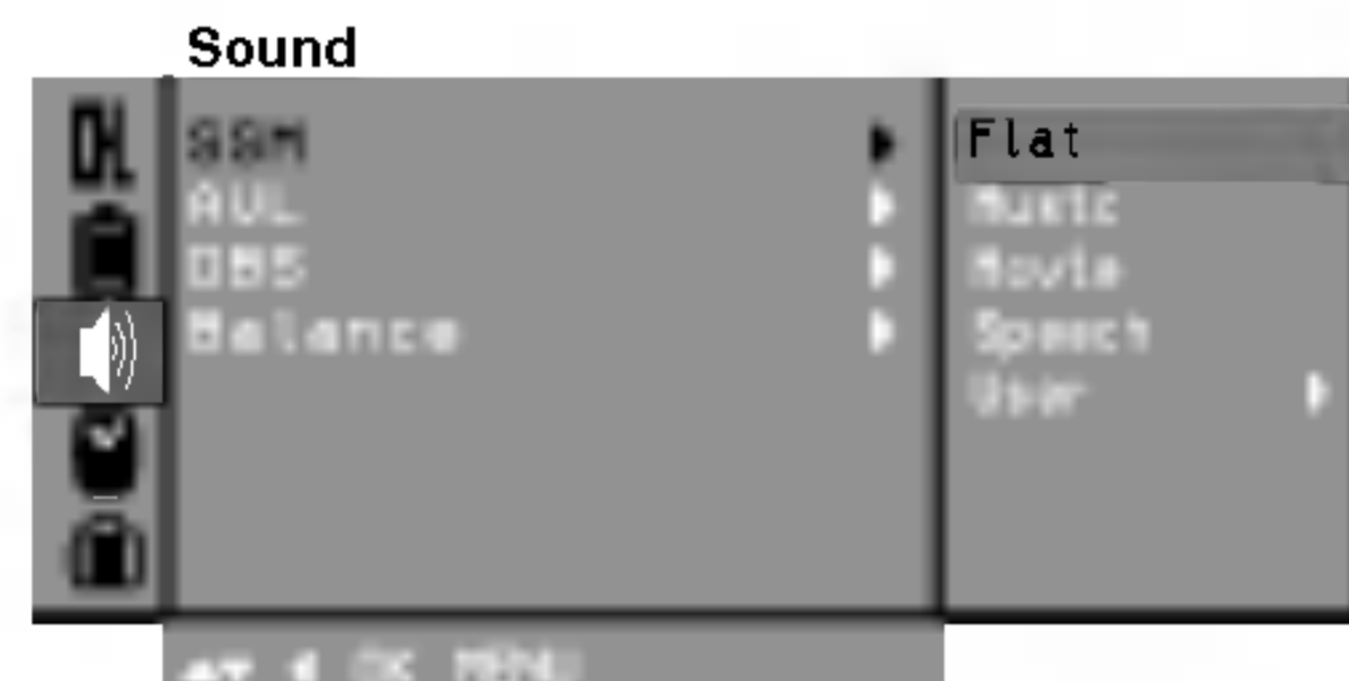 Sound
SSM
AVL
DBS
Balance
Flat
Music
Movie
Speech
User
OK MENU